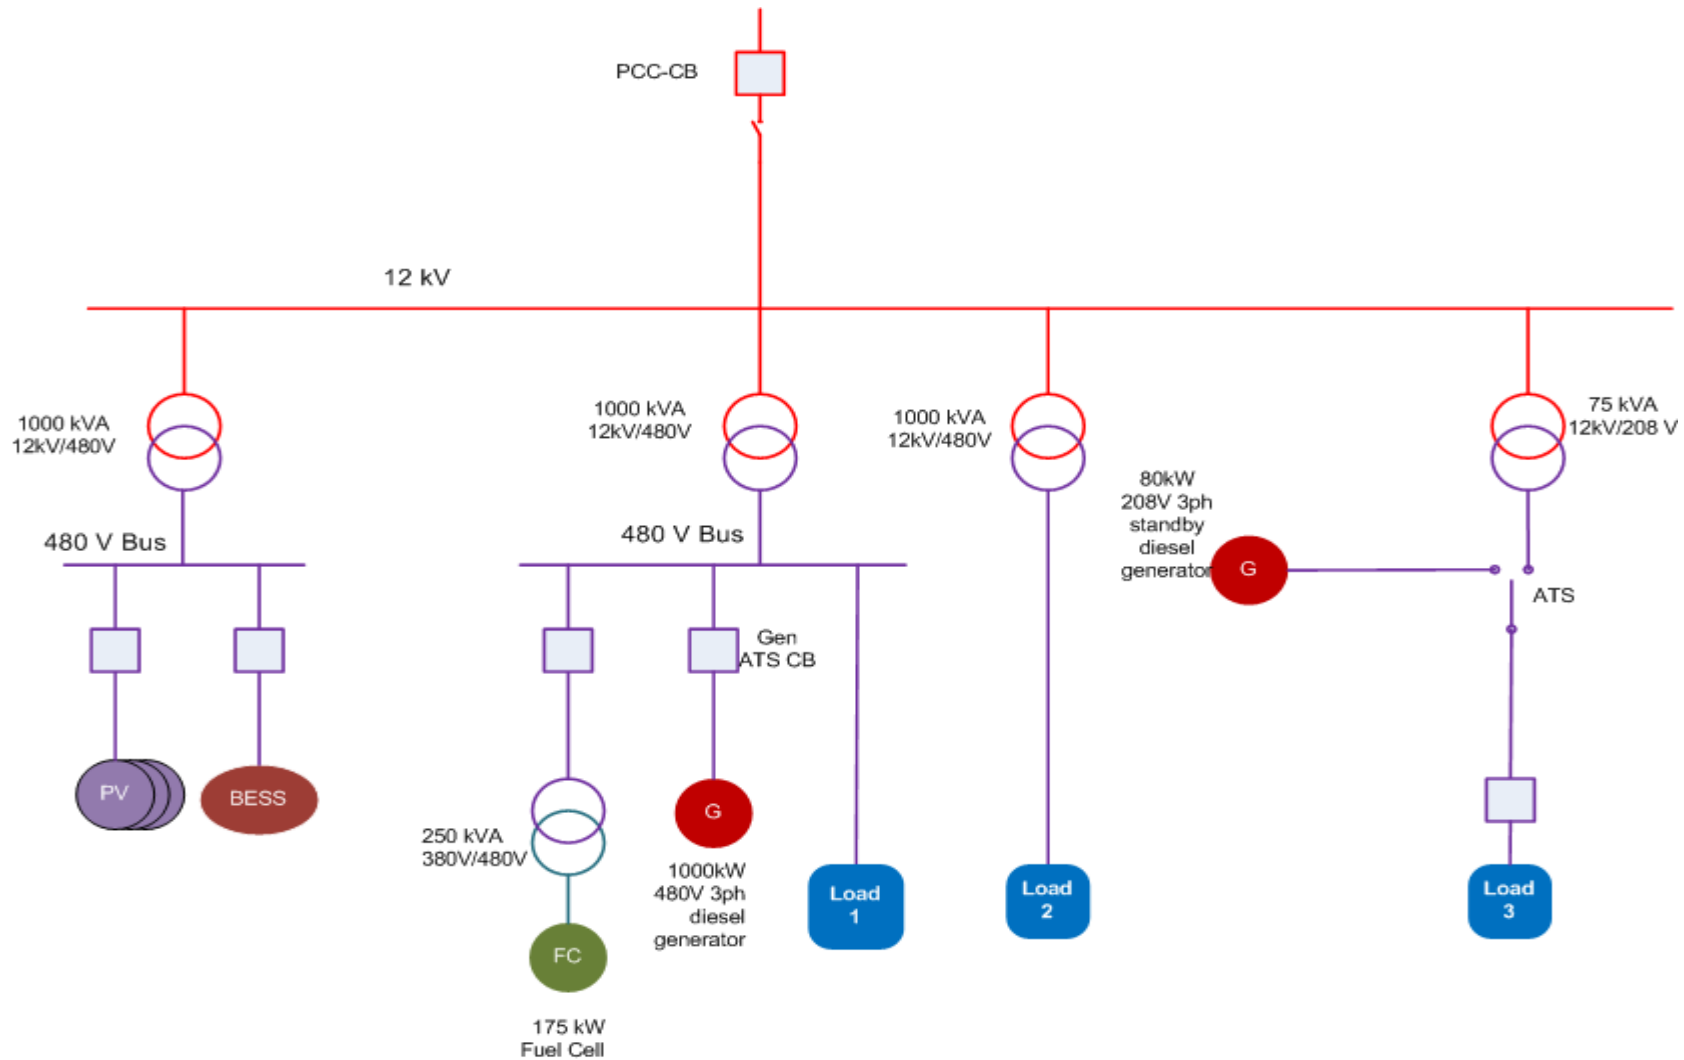 PCC-CB
12 kV
1000 kVA
12kV/480V
1000 kVA
12kV/480V
1000 kVA
12kV/480V
75 kVA
12kV/208 V
80kW
208V 3ph
standby
diesel
generator
G
ATS
480 V Bus
480 V Bus
Gen
ATS CB
PV
BESS
250 kVA
380V/480V
G
1000kW
480V 3ph
diesel
generator
Load
1
Load
2
Load
3
FC
175 kW
Fuel Cell